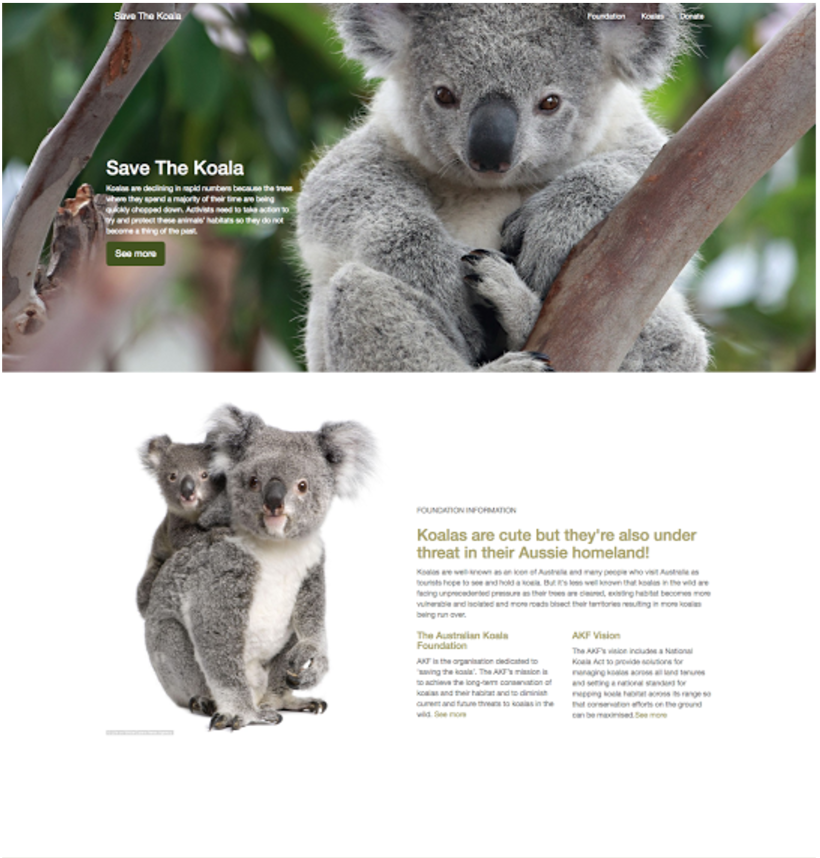 Save The Koala
Foundation Koalas Donate
Save The Koala
Koalas are declining in rapid numbers because the trees
where they spend a majority of their time are being
quickly chopped down. Activists need to take action to
try and protect these animals' habitats so they do not
become a thing of the past.
See more
FOUNDATION INFORMATION
Koalas are cute but they're also under
threat in their Aussie homeland!
Koalas are well-known as an icon of Australia and many people who visit Australia as
tourists hope to see and hold a koala. But it's less well known that koalas in the wild are
facing unprecedented pressure as their trees are cleared, existing habitat becomes more
vulnerable and isolated and more roads bisect their territories resulting in more koalas
being run over.
The Australian Koala
Foundation
AKF is the organisation dedicated to
'saving the koala'. The AKF's mission is
to achieve the long-term conservation of
koalas and their habitat and to diminish
current and future threats to koalas in the
wild. See more
AKF Vision
The AKF's vision includes a National
Koala Act to provide solutions for
managing koalas across all land tenures
and setting a national standard for
mapping koala habitat across its range so
that conservation efforts on the ground
can be maximised.See more